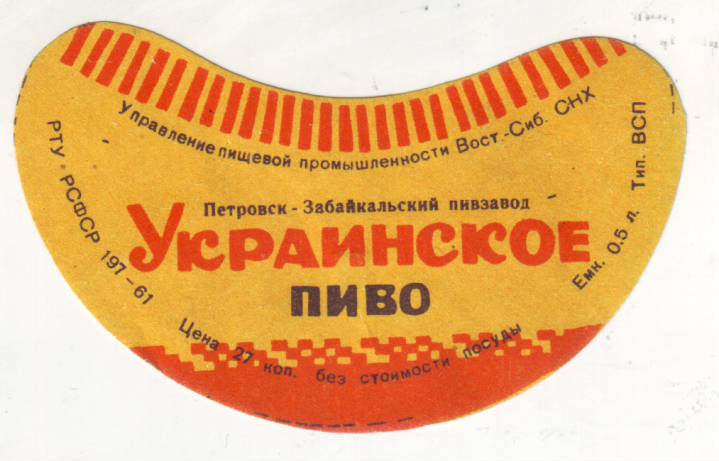 Управление пищевой промышленности Вост.-Сиб. СНХ
РТУ РСФСР 197-61
Петровск-Забайкальский пивзавод
Украинское
пиво
Емк. 0.5 л. Тип. ВСП
Цена 27 коп. без стоимости посуды